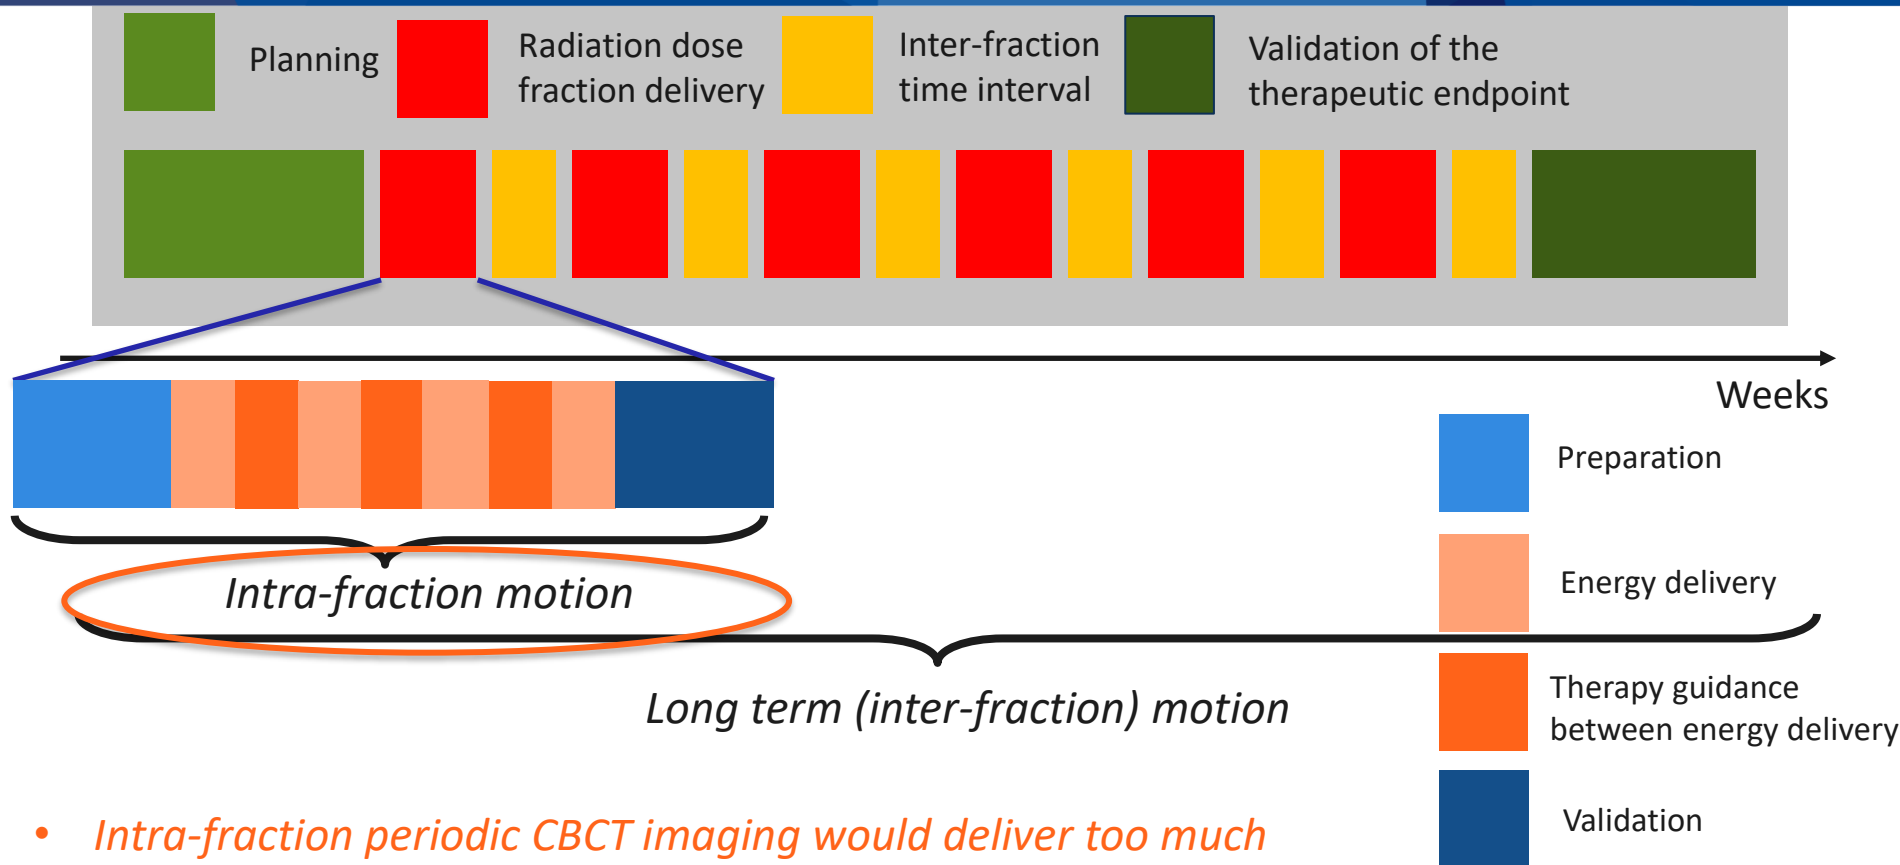 Planning
Radiation dose
fraction delivery
Inter-fraction
time interval
Validation of the
therapeutic endpoint
Weeks
Preparation
Intra-fraction motion
Energy delivery
Long term (inter-fraction) motion
Therapy guidance
between energy delivery
Validation
• Intra-fraction periodic CBCT imaging would deliver too much